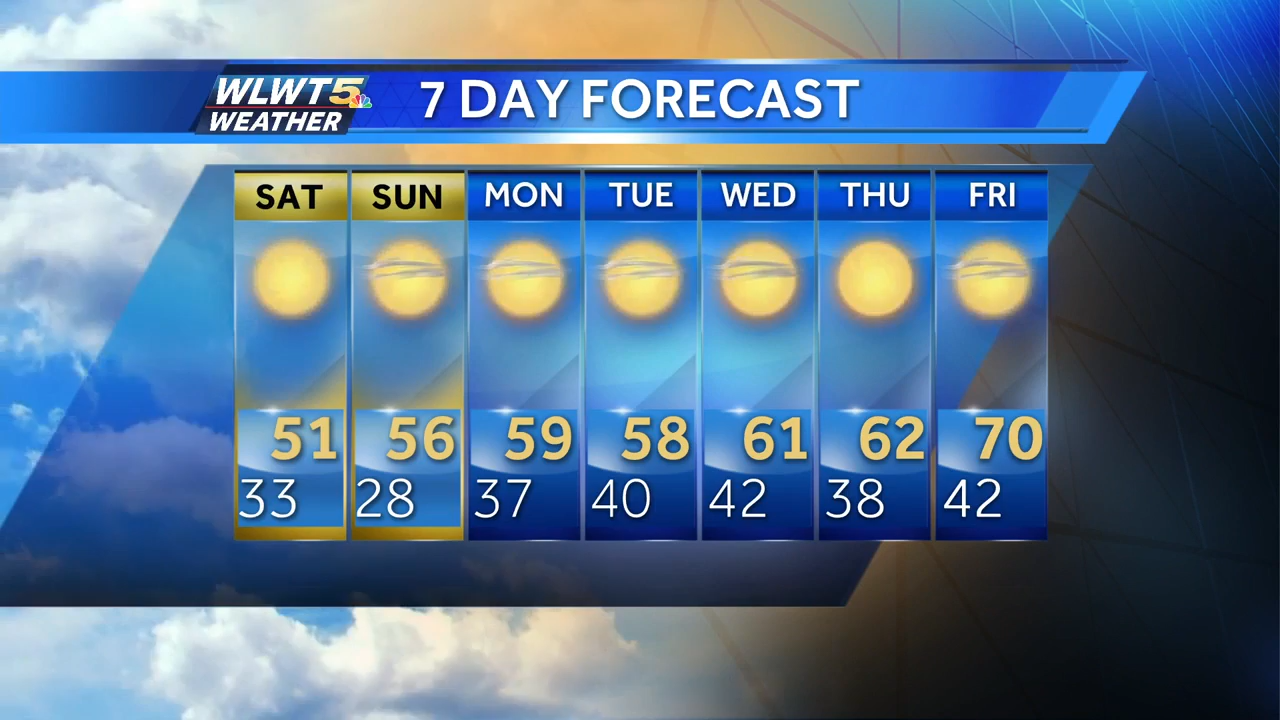 WLWT5
WEATHER
7 DAY FORECAST
SAT SUN MON TUE WED THU FRI
51 56 59 58 61 62 70
33 28 37 40 42 38 42